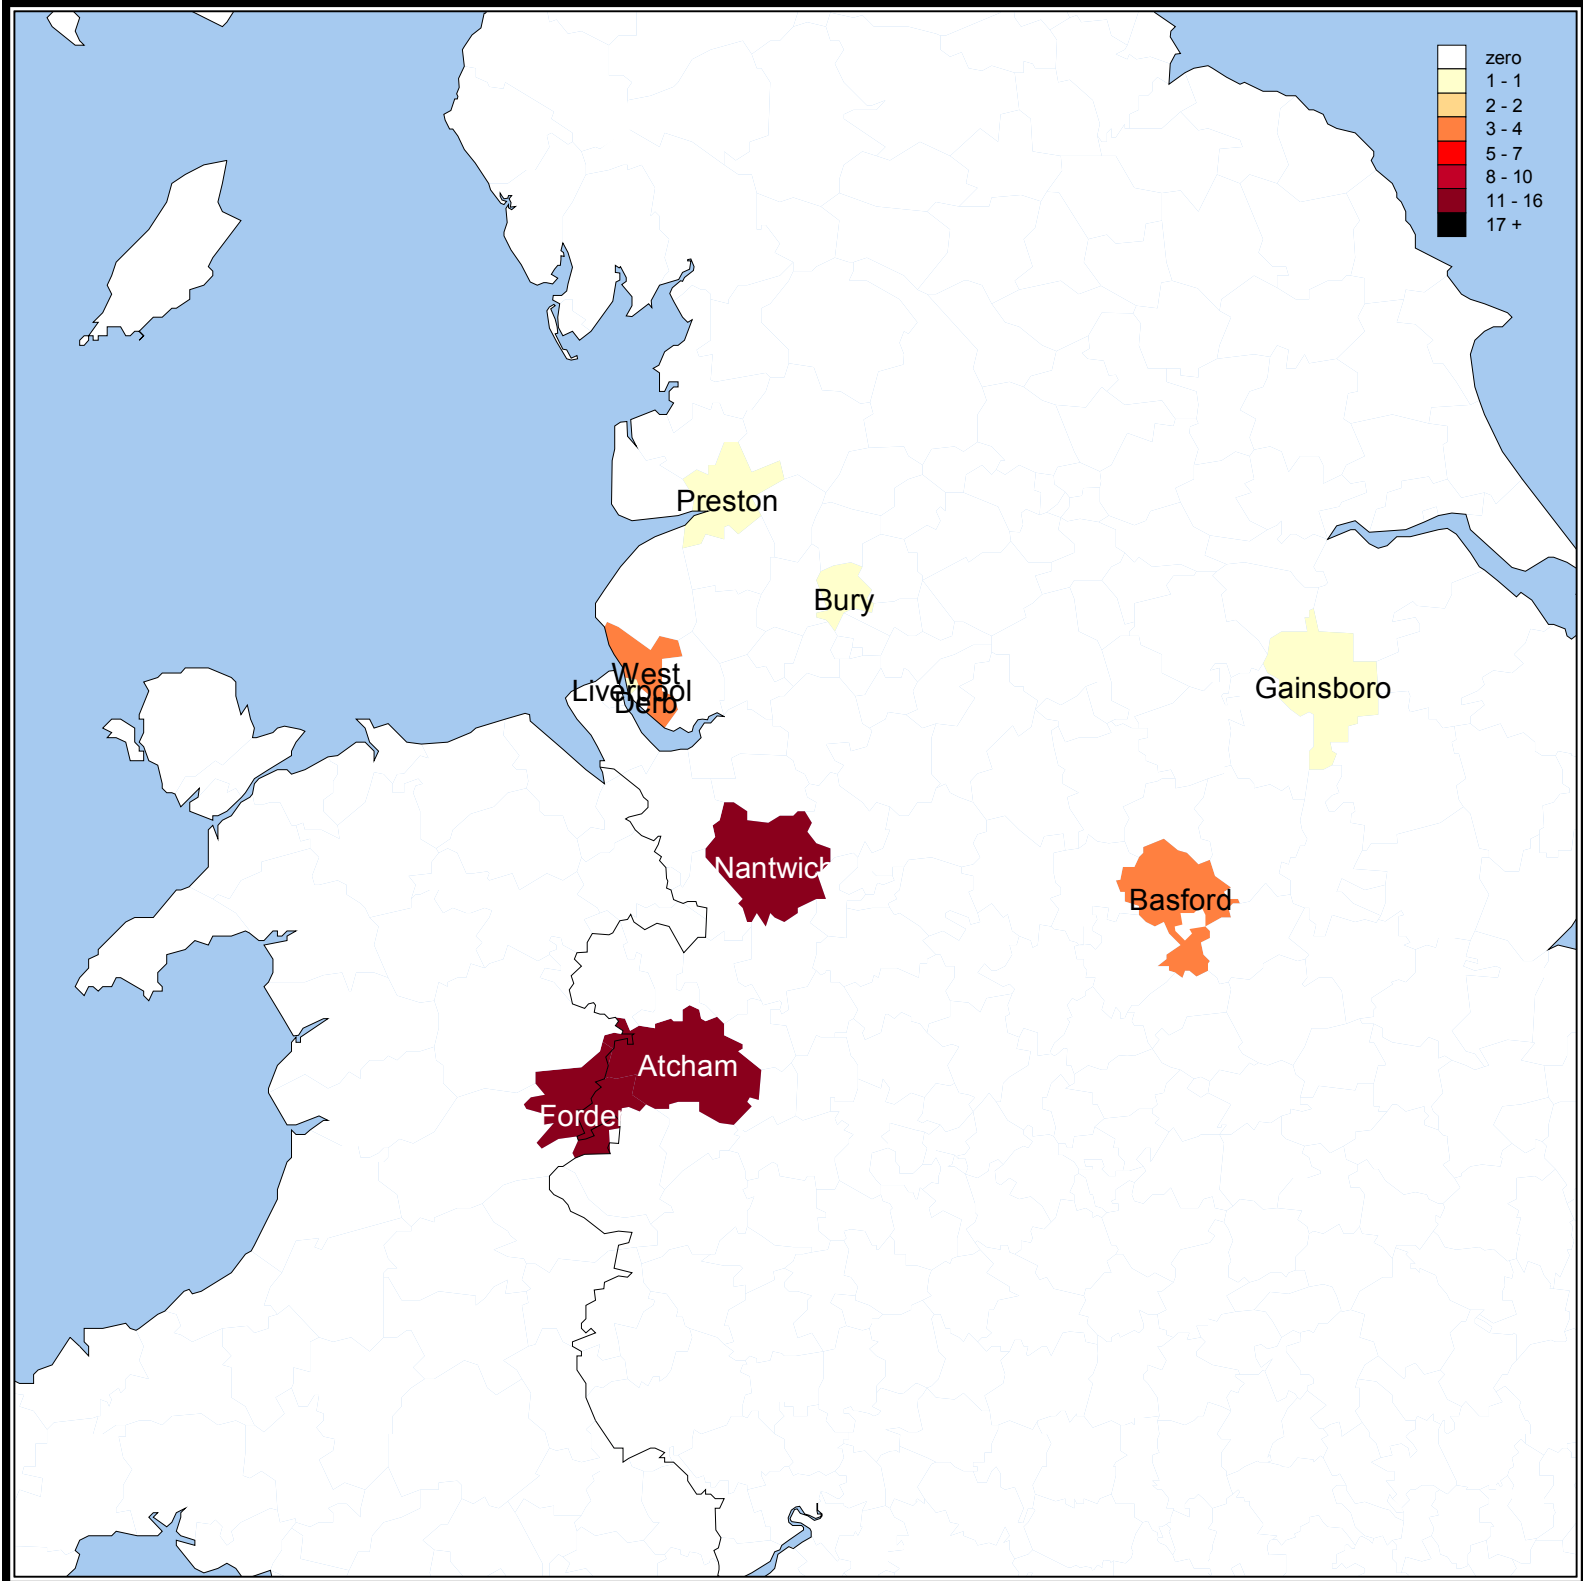 zero
1 - 1
2 - 2
3 - 4
5 - 7
8 - 10
11 - 16
17 +
Preston
Bury
West
Liverpool
Derb
Gainsboro
Nantwich
Basford
Atcham
Forden